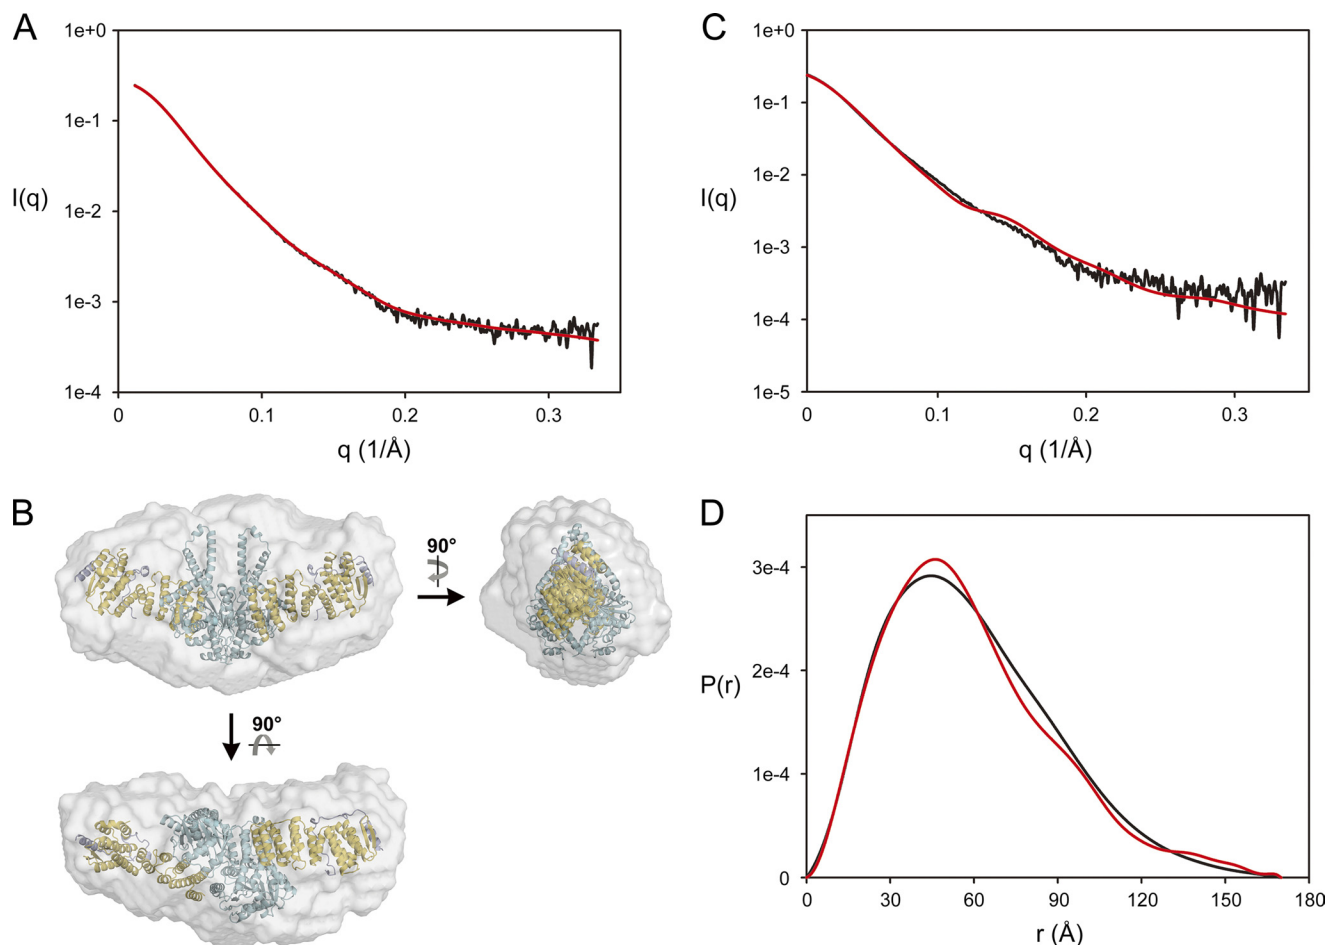 A
1e+0
1e-1
I(q)
1e-2
1e-3
1e-4
0 0.1 0.2 0.3
q (1/Å)
C
1e+0
1e-1
1e-2
I(q)
1e-3
1e-4
1e-5
0 0.1 0.2 0.3
q (1/Å)
B
90°
90°
D
3e-4
2e-4
P(r)
1e-4
0
0 30 60 90 120 150 180
r (Å)